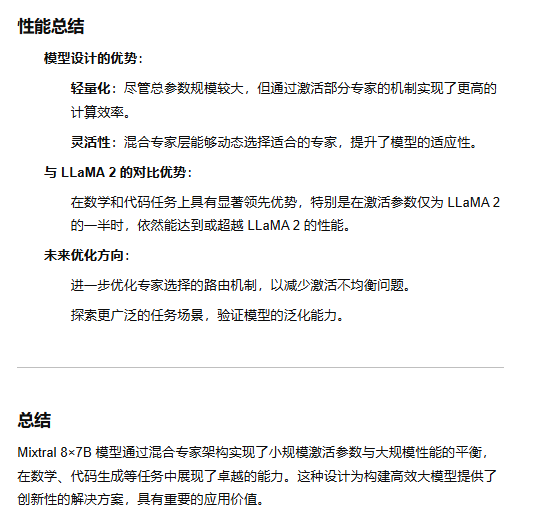 性能总结
模型设计的优势：
轻量化：尽管总参数规模较大，但通过激活部分专家的机制实现了更高的
计算效率。
灵活性：混合专家层能够动态选择适合的专家，提升了模型的适应性。
与 LLaMA 2 的对比优势：
在数学和代码任务上具有显著领先优势，特别是在激活参数仅为 LLaMA 2
的一半时，依然能达到或超越 LLaMA 2 的性能。
未来优化方向：
进一步优化专家选择的路由机制，以减少激活不均衡问题。
探索更广泛的任务场景，验证模型的泛化能力。
总结
Mixtral 8×7B 模型通过混合专家架构实现了小规模激活参数与大规模性能的平衡，
在数学、代码生成等任务中展现了卓越的能力。这种设计为构建高效大模型提供了
创新性的解决方案，具有重要的应用价值。